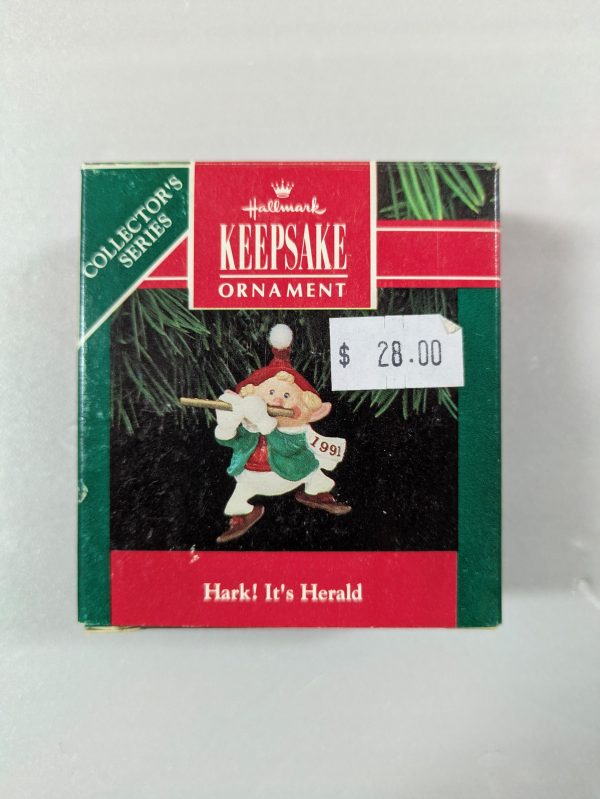 COLLECTOR'S
SERIES
Hallmark
KEEPSAKE
ORNAMENT
$ 28.00
1991
Hark! It's Herald